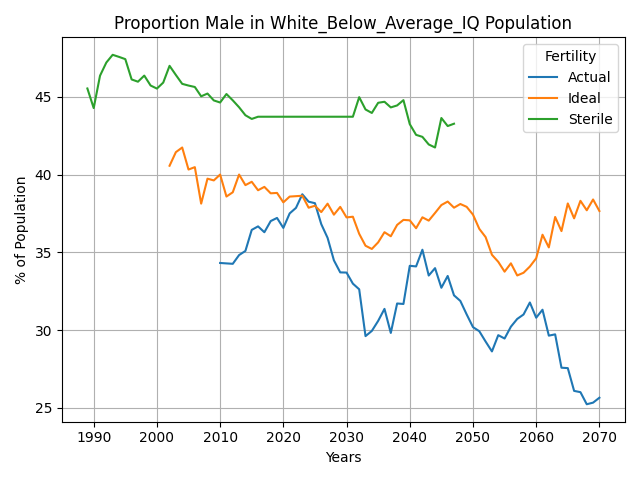 Proportion Male in White_Below_Average_IQ Population
Fertility
Actual
Ideal
Sterile
% of Population
45
40
35
30
25
1990 2000 2010 2020 2030 2040 2050 2060 2070
Years